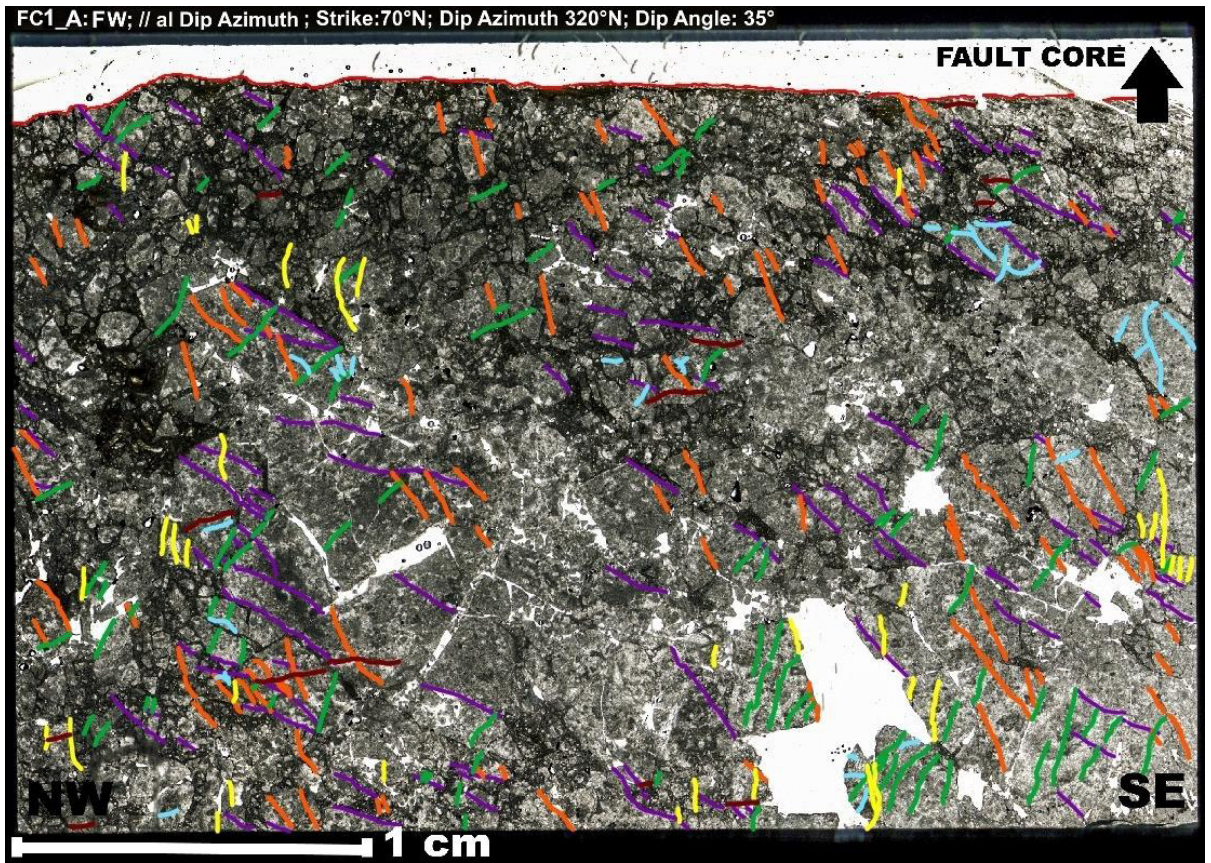 FC1_A: FW; // al Dip Azimuth ; Strike:70°N; Dip Azimuth 320°N; Dip Angle: 35°
FAULT CORE
NW
SE
1 cm